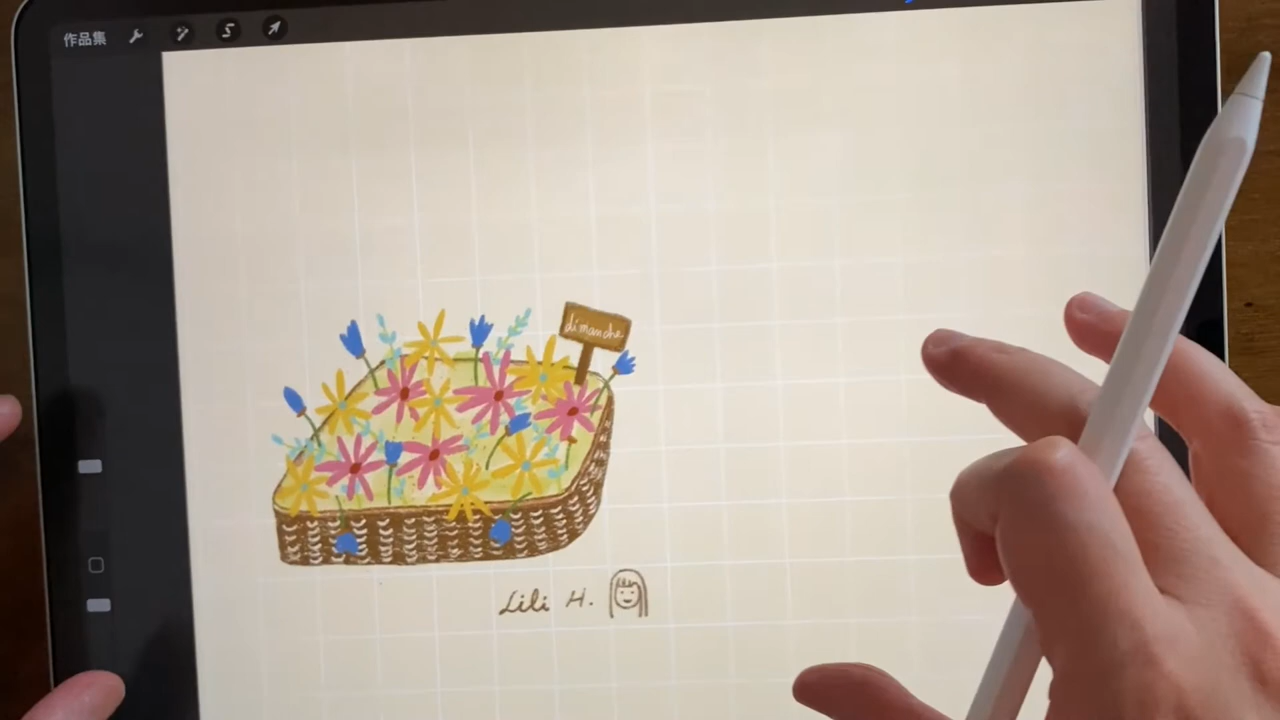 作品集
dimanche
Lili H.